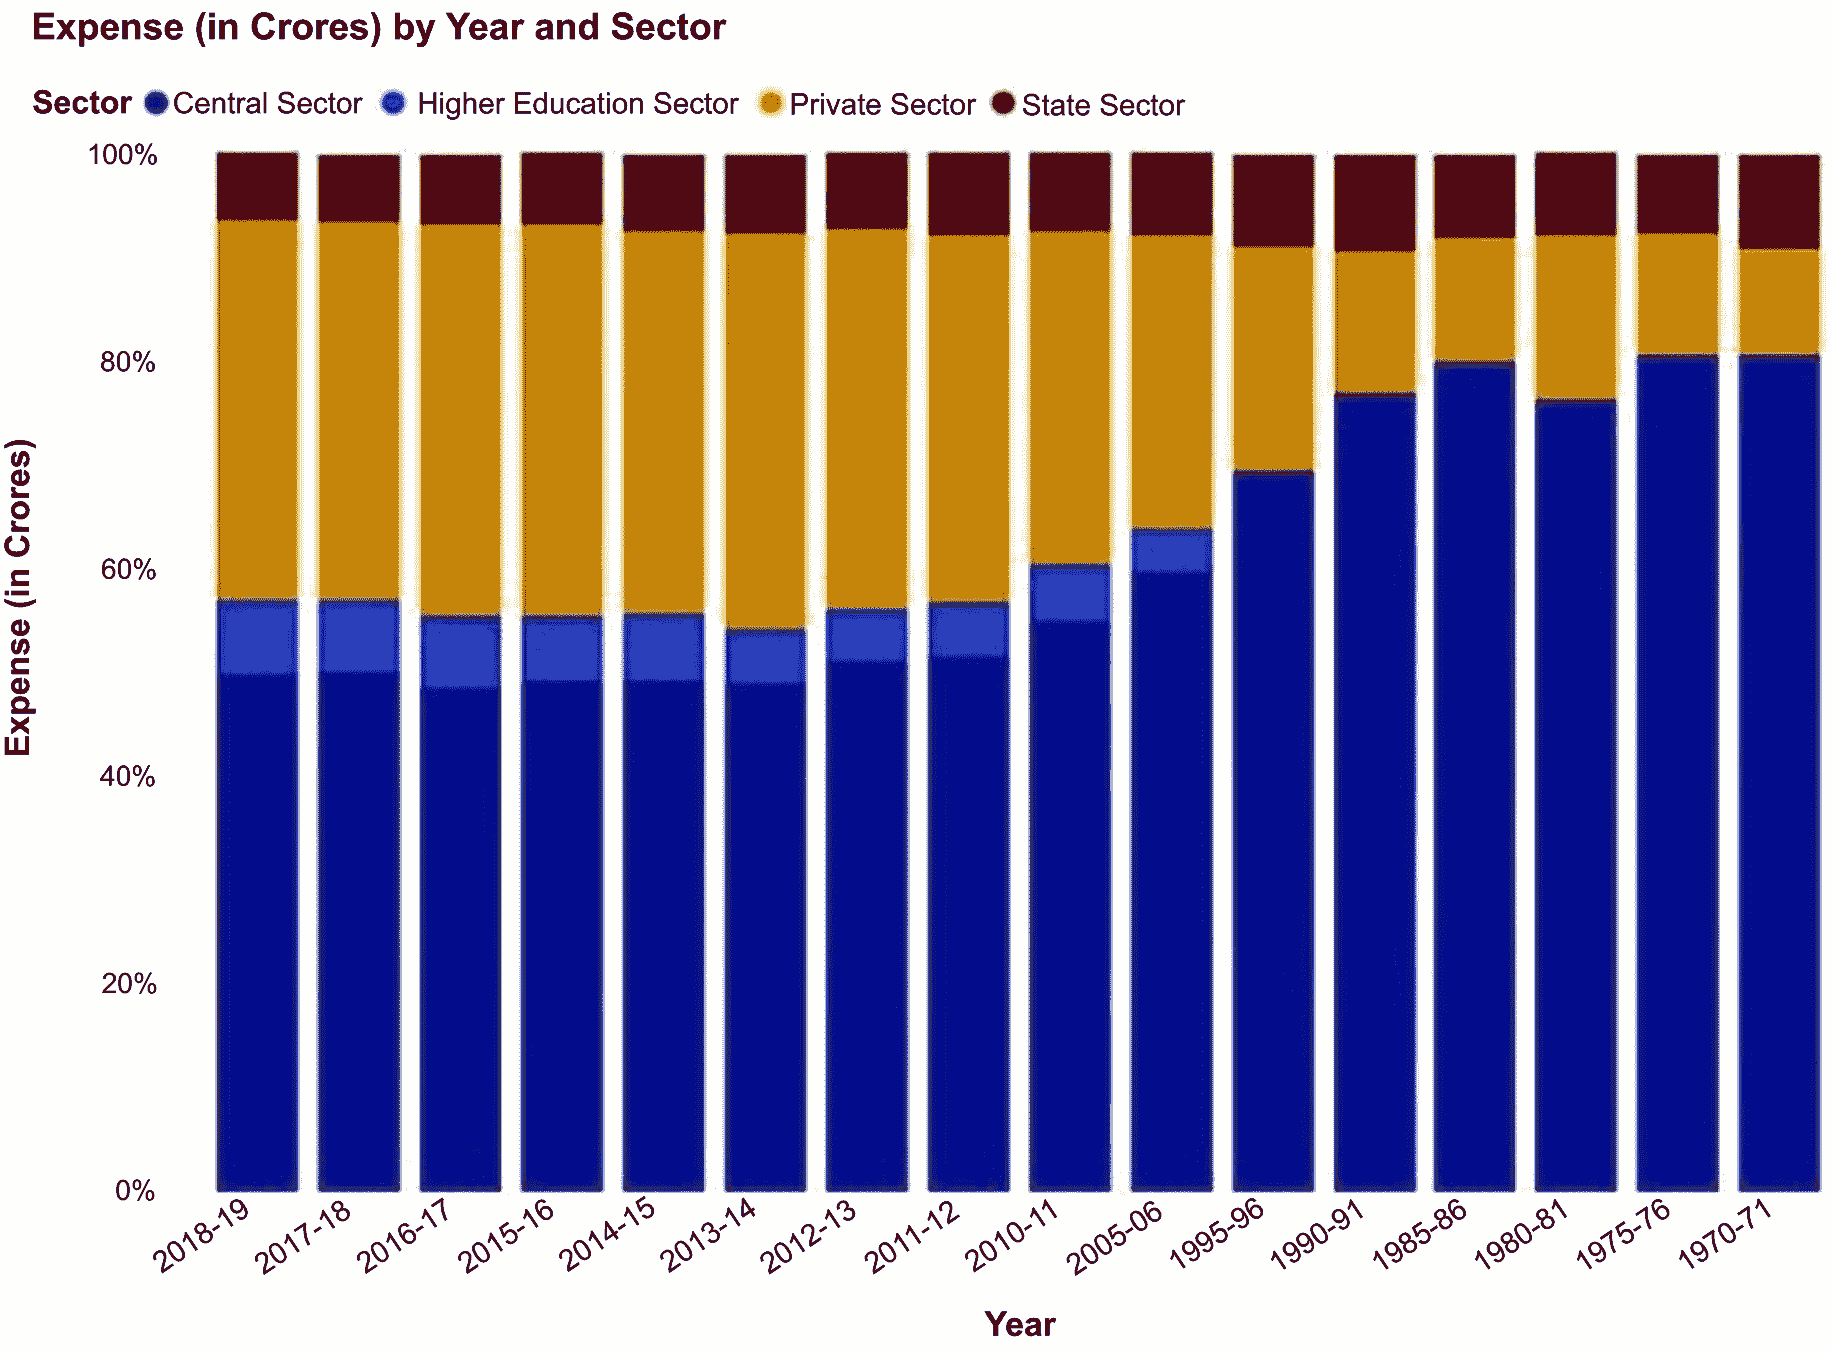 Expense (in Crores) by Year and Sector
Sector Central Sector Higher Education Sector Private Sector State Sector
100%
80%
60%
40%
20%
0%
Expense (in Crores)
2018-19 2017-18 2016-17 2015-16 2014-15 2013-14 2012-13 2011-12 2010-11 2005-06 1995-96 1990-91 1985-86 1980-81 1975-76 1970-71
Year